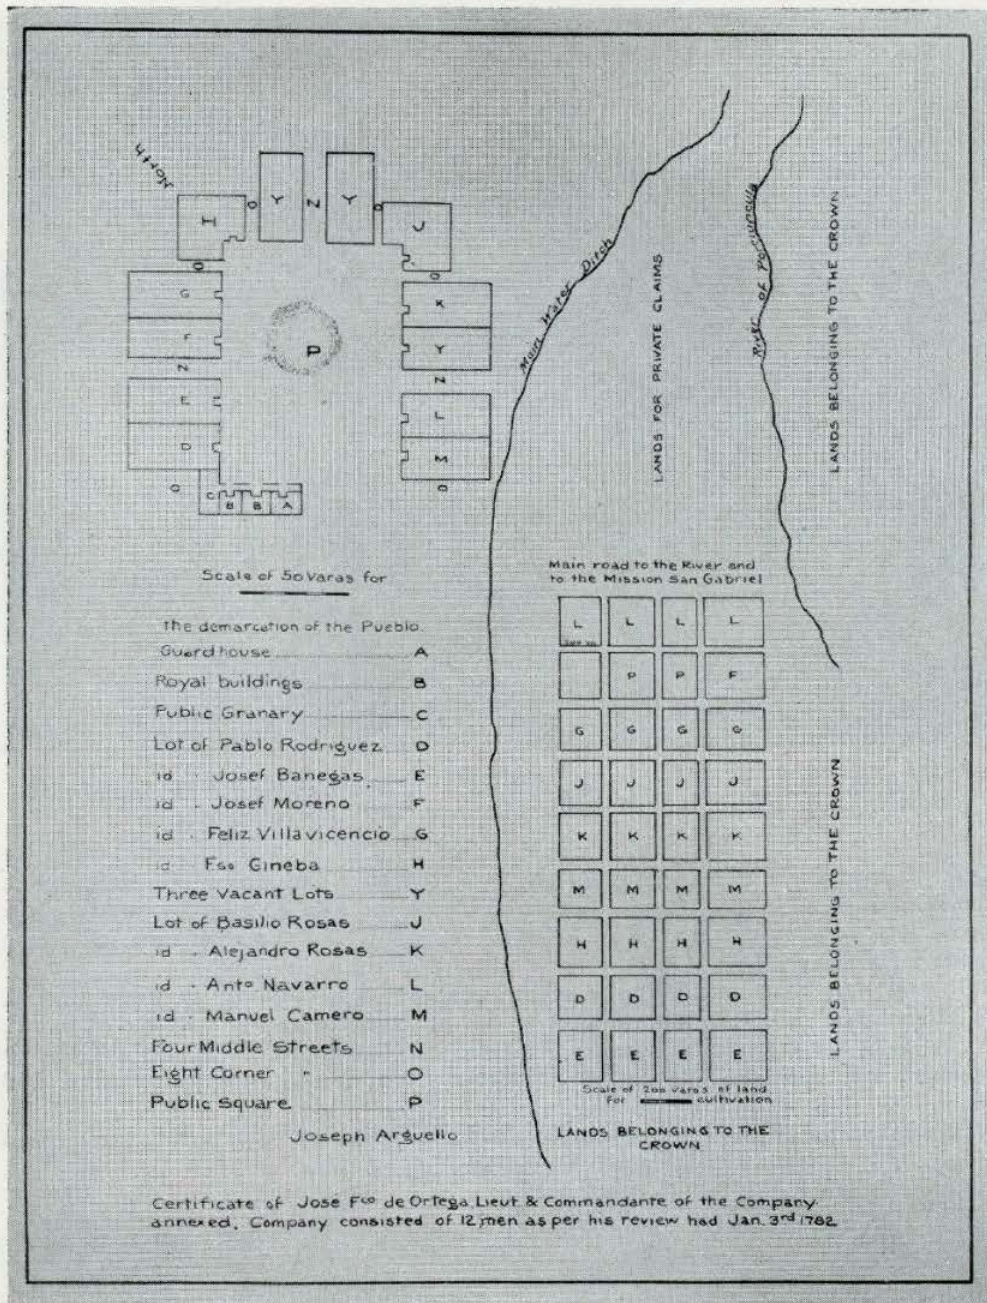 North
Y N Y
I O O J
O O
G K
F P Y
N N
E L
D M
O O
C B B A
Main Water Ditch
LANDS FOR PRIVATE CLAIMS
River of Porciuncula
LANDS BELONGING TO THE CROWN
Scale of 50 varas for
The demarcation of the Pueblo.
Guardhouse A
Royal buildings B
Public Granary C
Lot of Pablo Rodriguez D
id . Josef Banegas E
id . Josef Moreno F
id . Feliz Villavicencio G
id . Fso Gineba H
Three Vacant Lots Y
Lot of Basilio Rosas J
id . Alejandro Rosas K
id . Anto Navarro L
id . Manuel Camero M
Four Middle Streets N
Eight Corner " O
Public Square P
Joseph Arguello
Main road to the River and
to the Mission San Gabriel
L L L L
P P F
G G G G
J J J J
K K K K
M M M M
H H H H
D D D D
E E E E
Scale of 200 varas of land
For cultivation
LANDS BELONGING TO THE
CROWN
LANDS BELONGING TO THE CROWN
Certificate of Jose Fco de Ortega Lieut & Commandante of the Company
annexed. Company consisted of 12 men as per his review had Jan. 3rd 1782